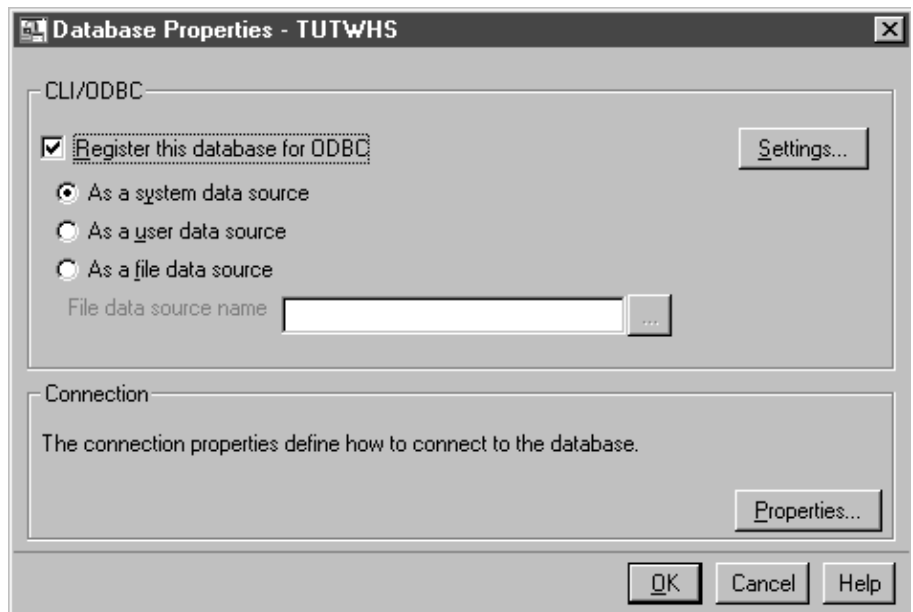 Database Properties - TUTWHS
CLI/ODBC
Register this database for ODBC
Settings...
As a system data source
As a user data source
As a file data source
File data source name
...
Connection
The connection properties define how to connect to the database.
Properties...
OK Cancel Help